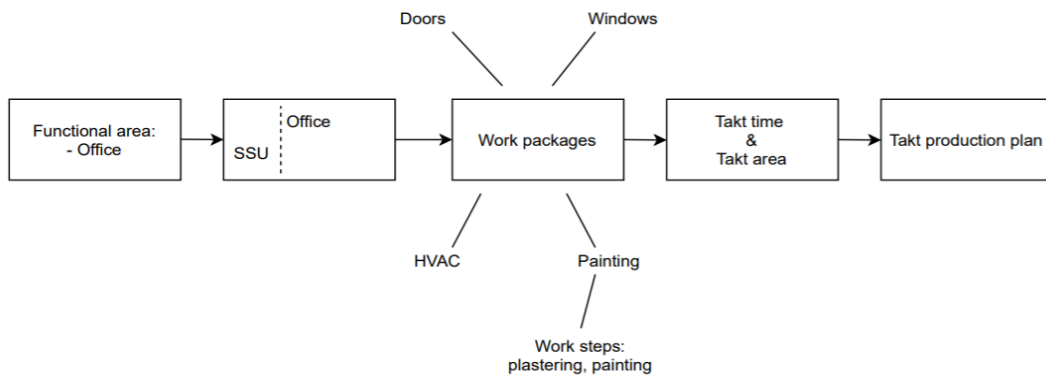 Doors
Windows
Functional area:
- Office
Office
SSU
Work packages
Takt time
&
Takt area
Takt production plan
HVAC
Painting
Work steps:
plastering, painting